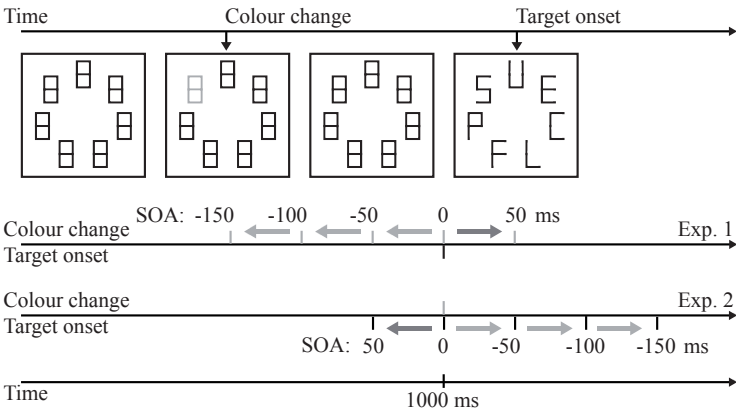 Time Colour change Target onset
U
S E
P C
F L
SOA: -150 -100 -50 0 50 ms
Colour change Exp. 1
Target onset
Colour change Exp. 2
Target onset
SOA: 50 0 -50 -100 -150 ms
Time
1000 ms